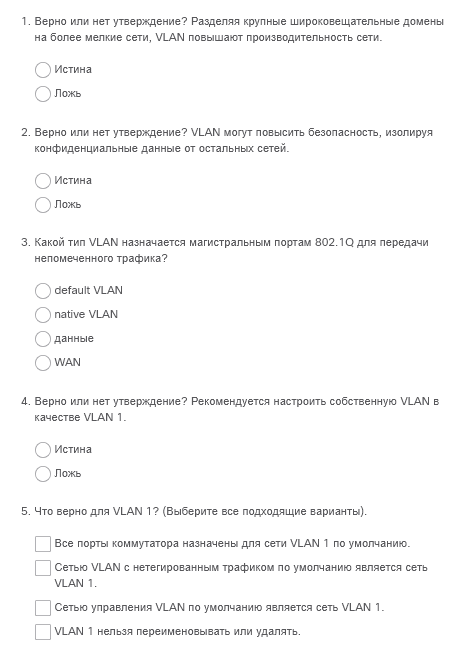 1. Верно или нет утверждение? Разделяя крупные широковещательные домены
на более мелкие сети, VLAN повышают производительность сети.
Истина
Ложь
2. Верно или нет утверждение? VLAN могут повысить безопасность, изолируя
конфиденциальные данные от остальных сетей.
Истина
Ложь
3. Какой тип VLAN назначается магистральным портам 802.1Q для передачи
непомеченного трафика?
default VLAN
native VLAN
данные
WAN
4. Верно или нет утверждение? Рекомендуется настроить собственную VLAN в
качестве VLAN 1.
Истина
Ложь
5. Что верно для VLAN 1? (Выберите все подходящие варианты).
Все порты коммутатора назначены для сети VLAN 1 по умолчанию.
Сетью VLAN с нетегированным трафиком по умолчанию является сеть
VLAN 1.
Сетью управления VLAN по умолчанию является сеть VLAN 1.
VLAN 1 нельзя переименовывать или удалять.